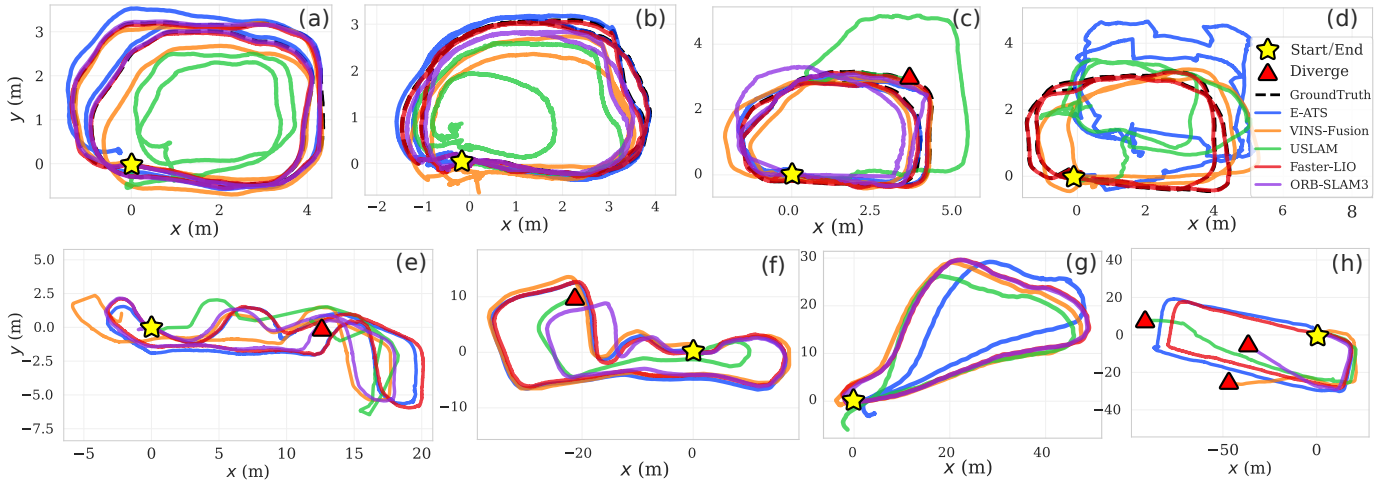 (a)
y (m)
3
2
1
0
0
2
4
x (m)
(b)
3
2
1
0
−2
−1
0
1
2
3
4
x (m)
(c)
4
2
0
0.0
2.5
5.0
x (m)
(d)
4
2
0
0
2
4
6
8
x (m)
Start/End
Diverge
GroundTruth
E-ATS
VINS-Fusion
USLAM
Faster-LIO
ORB-SLAM3
(e)
y (m)
5.0
2.5
0.0
−2.5
−5.0
−7.5
−5
0
5
10
15
20
x (m)
(f)
10
0
−10
−20
0
x (m)
(g)
30
20
10
0
0
20
40
x (m)
(h)
40
20
0
−20
−40
−50
0
x (m)